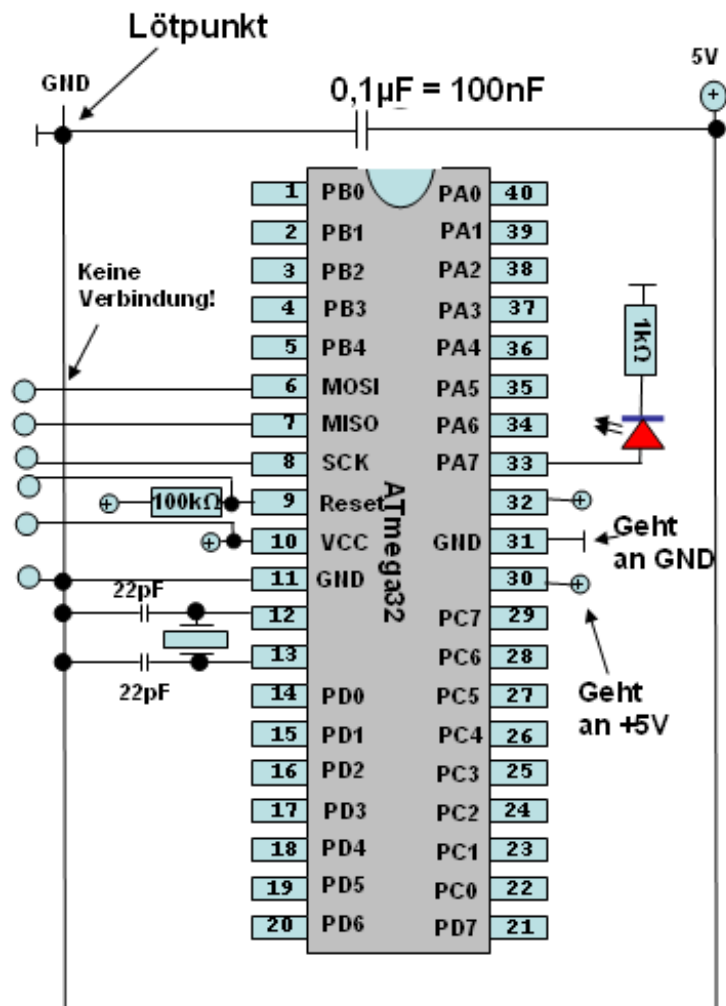 Lötpunkt
GND
5V
0,1µF = 100nF
Keine
Verbindung!
1 PB0 PA0 40
2 PB1 PA1 39
3 PB2 PA2 38
4 PB3 PA3 37
5 PB4 PA4 36
6 MOSI PA5 35
7 MISO PA6 34
8 SCK PA7 33
100kΩ 9 Reset 32
10 VCC GND 31
11 GND 30
22pF
12 PC7 29
13 PC6 28
22pF
14 PD0 PC5 27
15 PD1 PC4 26
16 PD2 PC3 25
17 PD3 PC2 24
18 PD4 PC1 23
19 PD5 PC0 22
20 PD6 PD7 21
ATmega32
1kΩ
Geht
an GND
Geht
an +5V